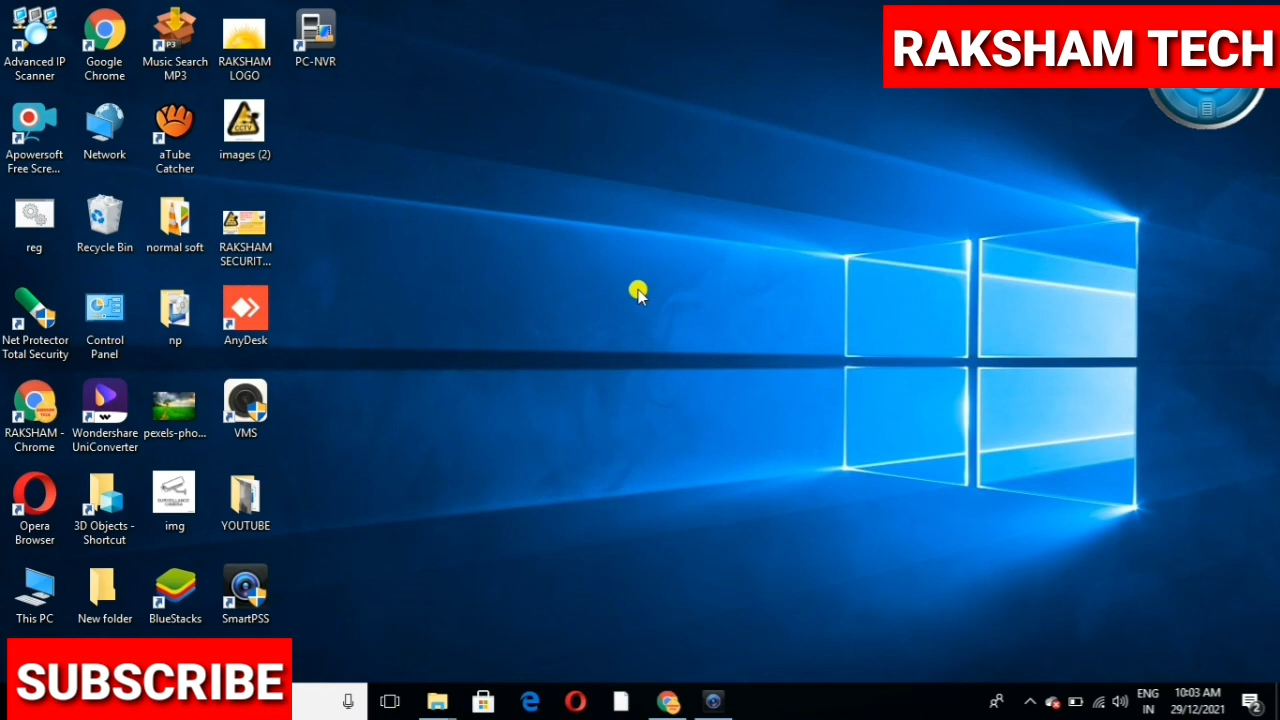 RAKSHAM TECH
Advanced IP
Scanner
Google
Chrome
P3
Music Search
MP3
RAKSHAM
LOGO
PC-NVR
Apowersoft
Free Scre...
Network
aTube
Catcher
CCTV
images (2)
reg
Recycle Bin
normal soft
RAKSHAM
SECURIT...
Net Protector
Total Security
Control
Panel
np
AnyDesk
RAKSHAM -
Chrome
Wondershare
UniConverter
pexels-pho...
VMS
Opera
Browser
3D Objects -
Shortcut
img
YOUTUBE
This PC
New folder
BlueStacks
SmartPSS
SUBSCRIBE
ENG
IN
10:03 AM
29/12/2021
2